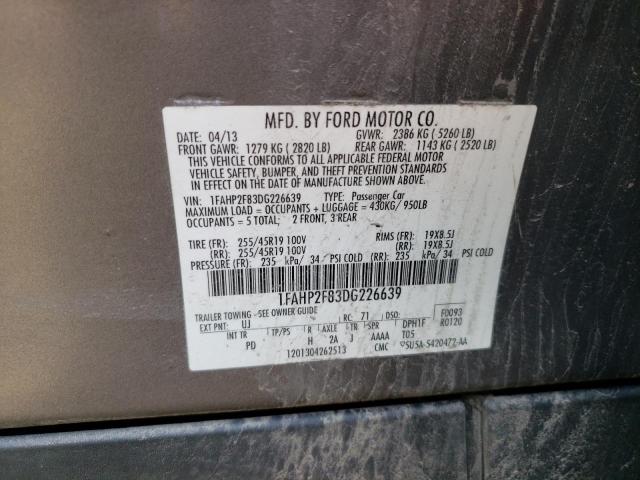 MFD. BY FORD MOTOR CO.
DATE: 04/13 GVWR: 2386 KG ( 5260 LB)
FRONT GAWR: 1279 KG ( 2820 LB) REAR GAWR: 1143 KG ( 2520 LB)
THIS VEHICLE CONFORMS TO ALL APPLICABLE FEDERAL MOTOR
VEHICLE SAFETY, BUMPER, AND THEFT PREVENTION STANDARDS
IN EFFECT ON THE DATE OF MANUFACTURE SHOWN ABOVE.
VIN: 1FAHP2F83DG226639 TYPE: Passenger Car
MAXIMUM LOAD = OCCUPANTS + LUGGAGE = 430KG/ 950LB
OCCUPANTS = 5 TOTAL: 2 FRONT, 3 REAR
TIRE (FR): 255/45R19 100V RIMS (FR): 19X8.5J
(RR): 255/45R19 100V (RR): 19X8.5J
PRESSURE (FR): 235 kPa/ 34 PSI COLD (RR): 235 kPa/ 34 PSI COLD
1FAHP2F83DG226639
TRAILER TOWING -SEE OWNER GUIDE F0093
EXT PNT: UJ RC: 71 DSO: R0120
INT TR TP/PS R AXLE TR SPR DPH1F
PD H 2A J AAAA T05
1201304262513 CMC 5U5A-5420472-AA